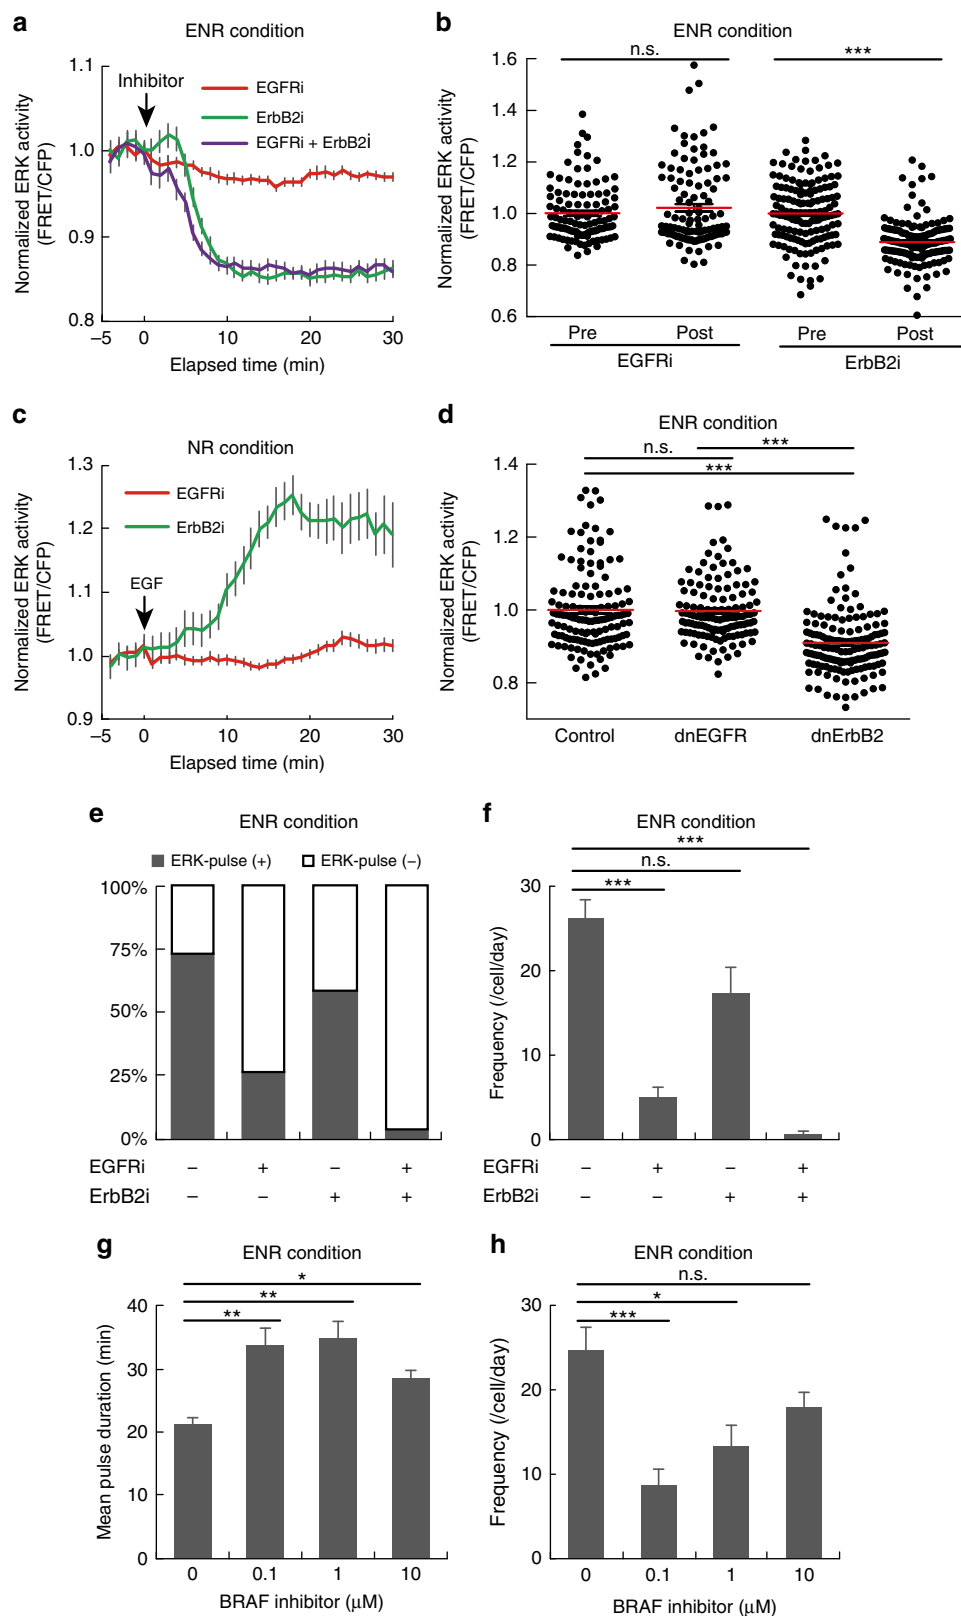 a
ENR condition
Normalized ERK activity
(FRET/CFP)
1.1
1.0
0.9
0.8
Inhibitor
EGFRi
ErbB2i
EGFRi + ErbB2i
−5 0 10 20 30
Elapsed time (min)
b
ENR condition
n.s.
***
Normalized ERK activity
(FRET/CFP)
1.6
1.4
1.2
1.0
0.8
0.6
Pre Post Pre Post
EGFRi ErbB2i
c
NR condition
Normalized ERK activity
(FRET/CFP)
1.3
1.2
1.1
1.0
0.9
EGFRi
ErbB2i
EGF
−5 0 10 20 30
Elapsed time (min)
d
ENR condition
n.s.
***
***
Normalized ERK activity
(FRET/CFP)
1.4
1.2
1.0
0.8
Control dnEGFR dnErbB2
e
ENR condition
ERK-pulse (+) ERK-pulse (−)
100%
75%
50%
25%
0%
EGFRi − + − +
ErbB2i − − + +
f
ENR condition
***
n.s.
***
Frequency (/cell/day)
30
20
10
0
EGFRi − + − +
ErbB2i − − + +
g
ENR condition
*
**
**
Mean pulse duration (min)
40
30
20
10
0
0 0.1 1 10
BRAF inhibitor (μM)
h
ENR condition
n.s.
*
***
Frequency (/cell/day)
30
20
10
0
0 0.1 1 10
BRAF inhibitor (μM)